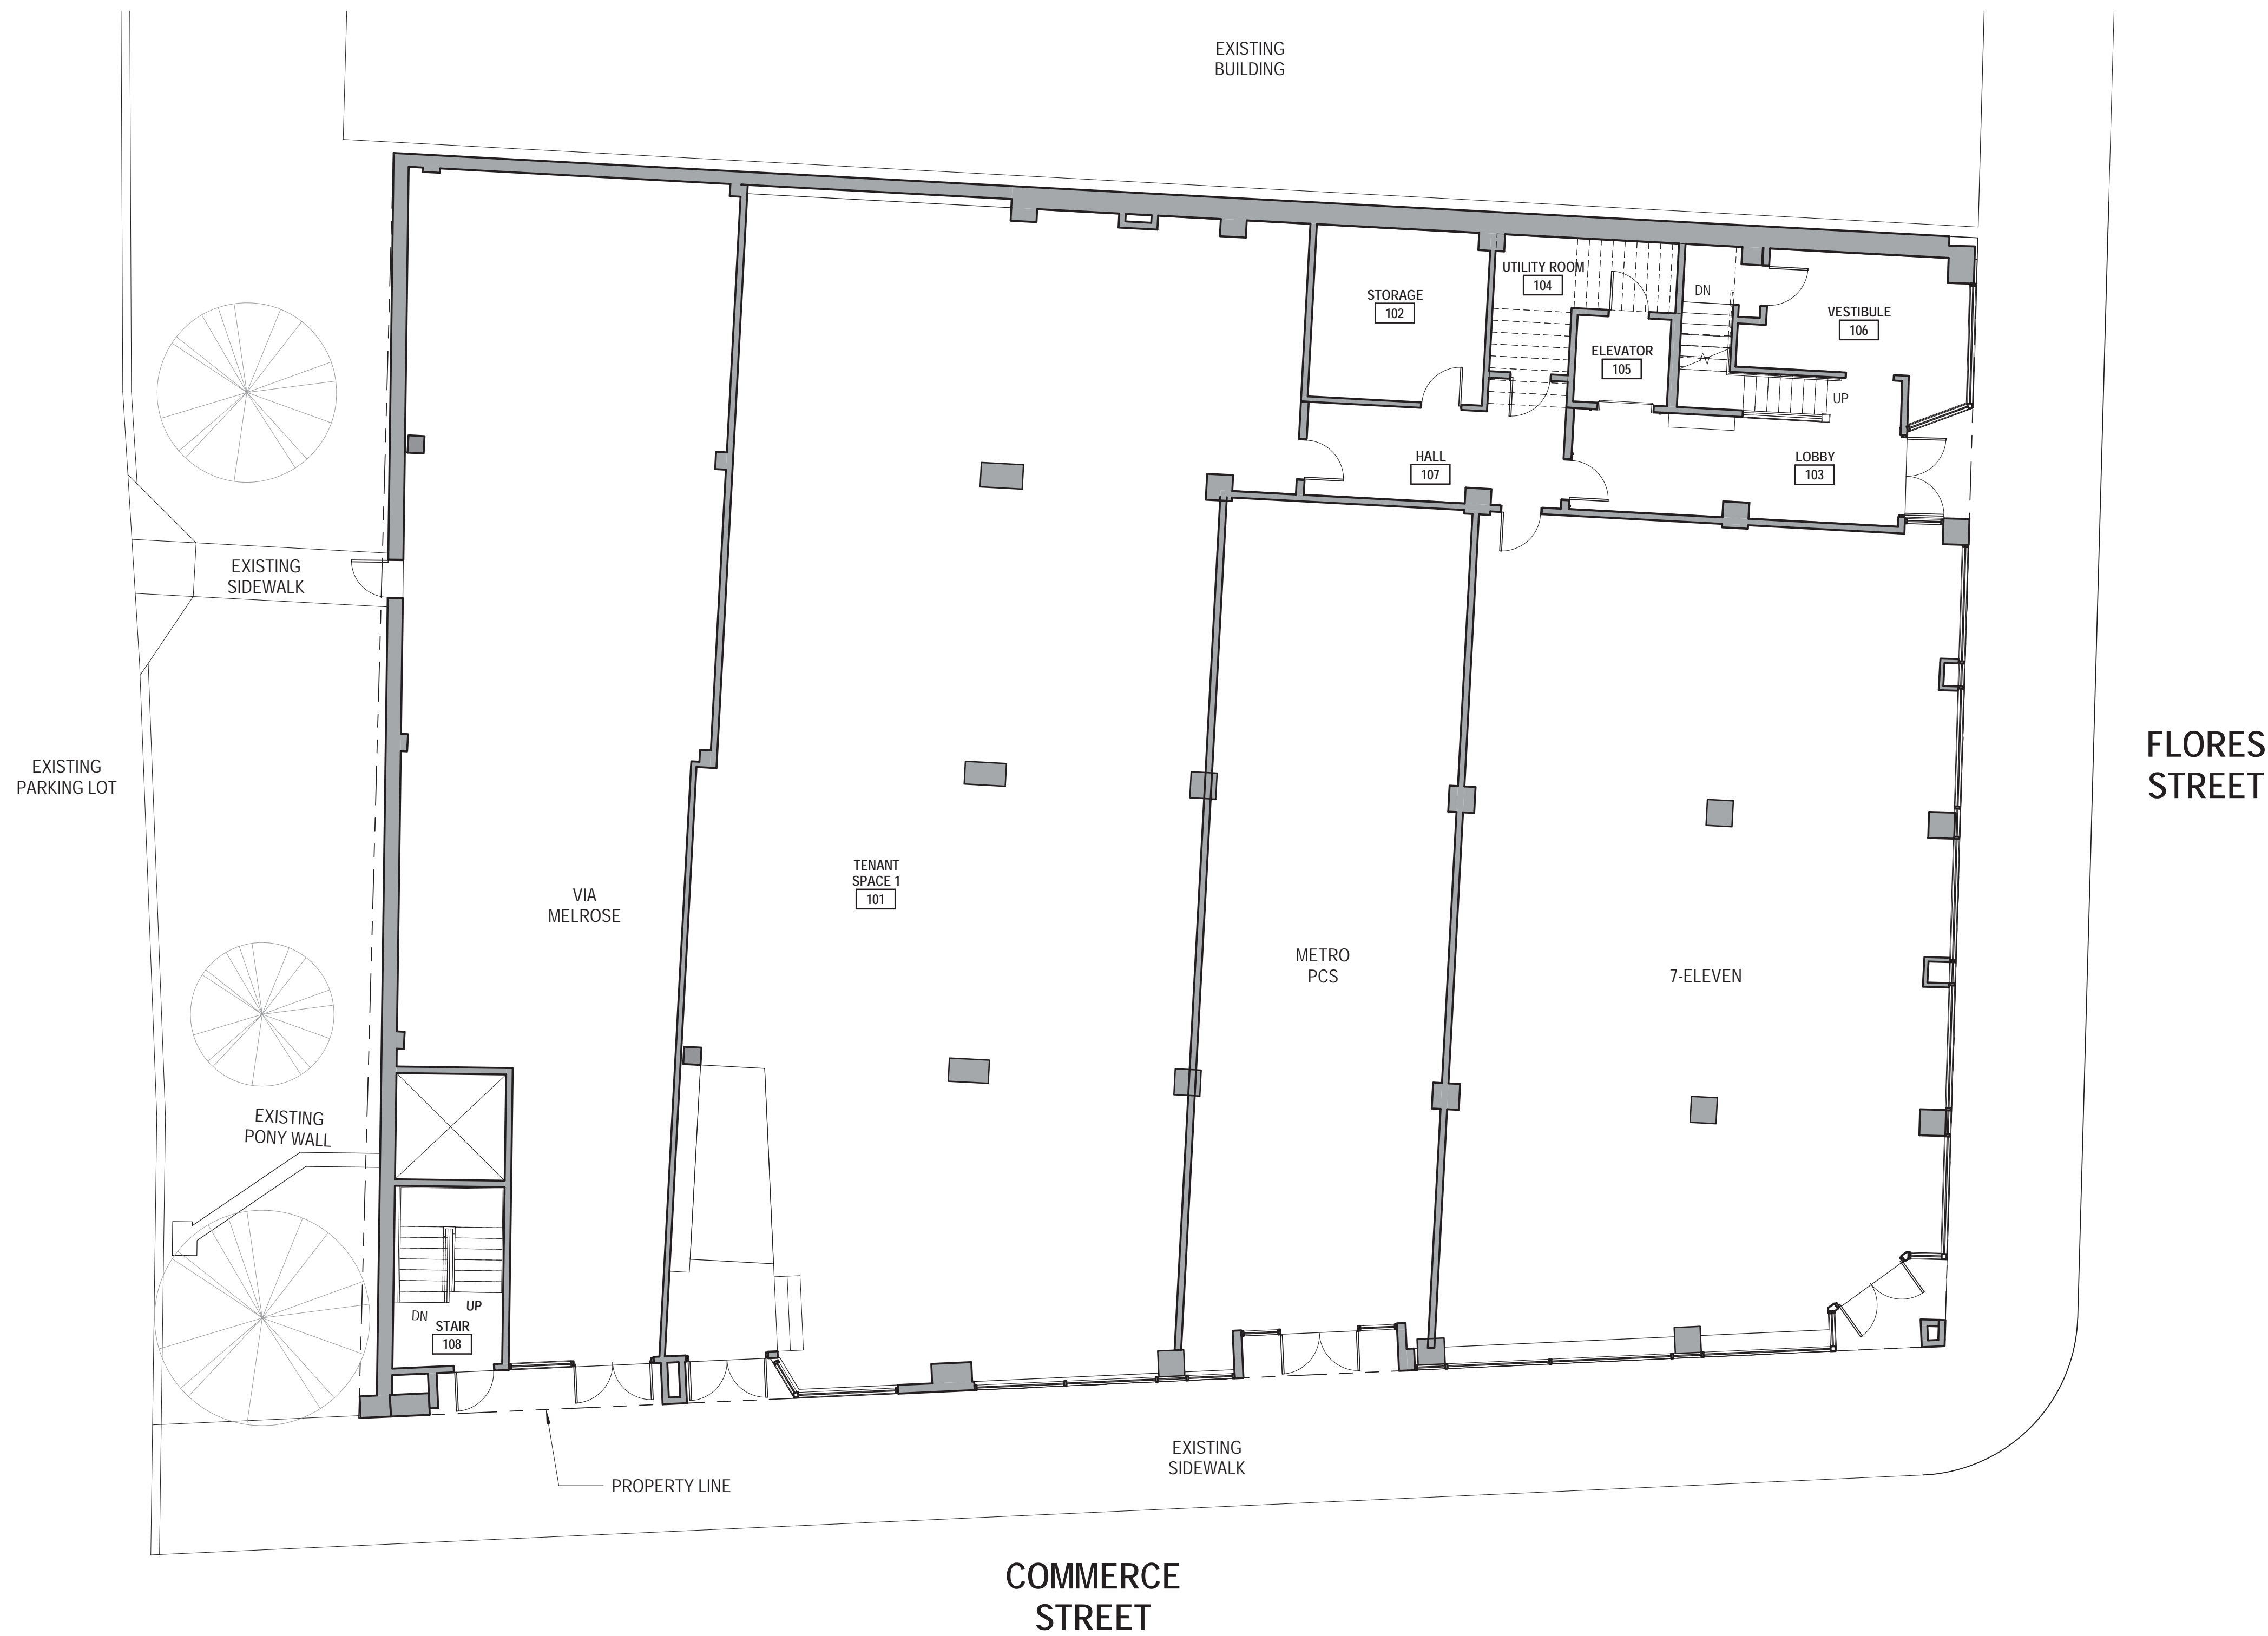 EXISTING
BUILDING
UTILITY ROOM
104
STORAGE
102
DN
VESTIBULE
106
ELEVATOR
105
UP
HALL
107
LOBBY
103
EXISTING
SIDEWALK
FLORES
STREET
EXISTING
PARKING LOT
TENANT
SPACE 1
101
VIA
MELROSE
METRO
PCS
7-ELEVEN
EXISTING
PONY WALL
UP
DN
STAIR
108
EXISTING
SIDEWALK
PROPERTY LINE
COMMERCE
STREET